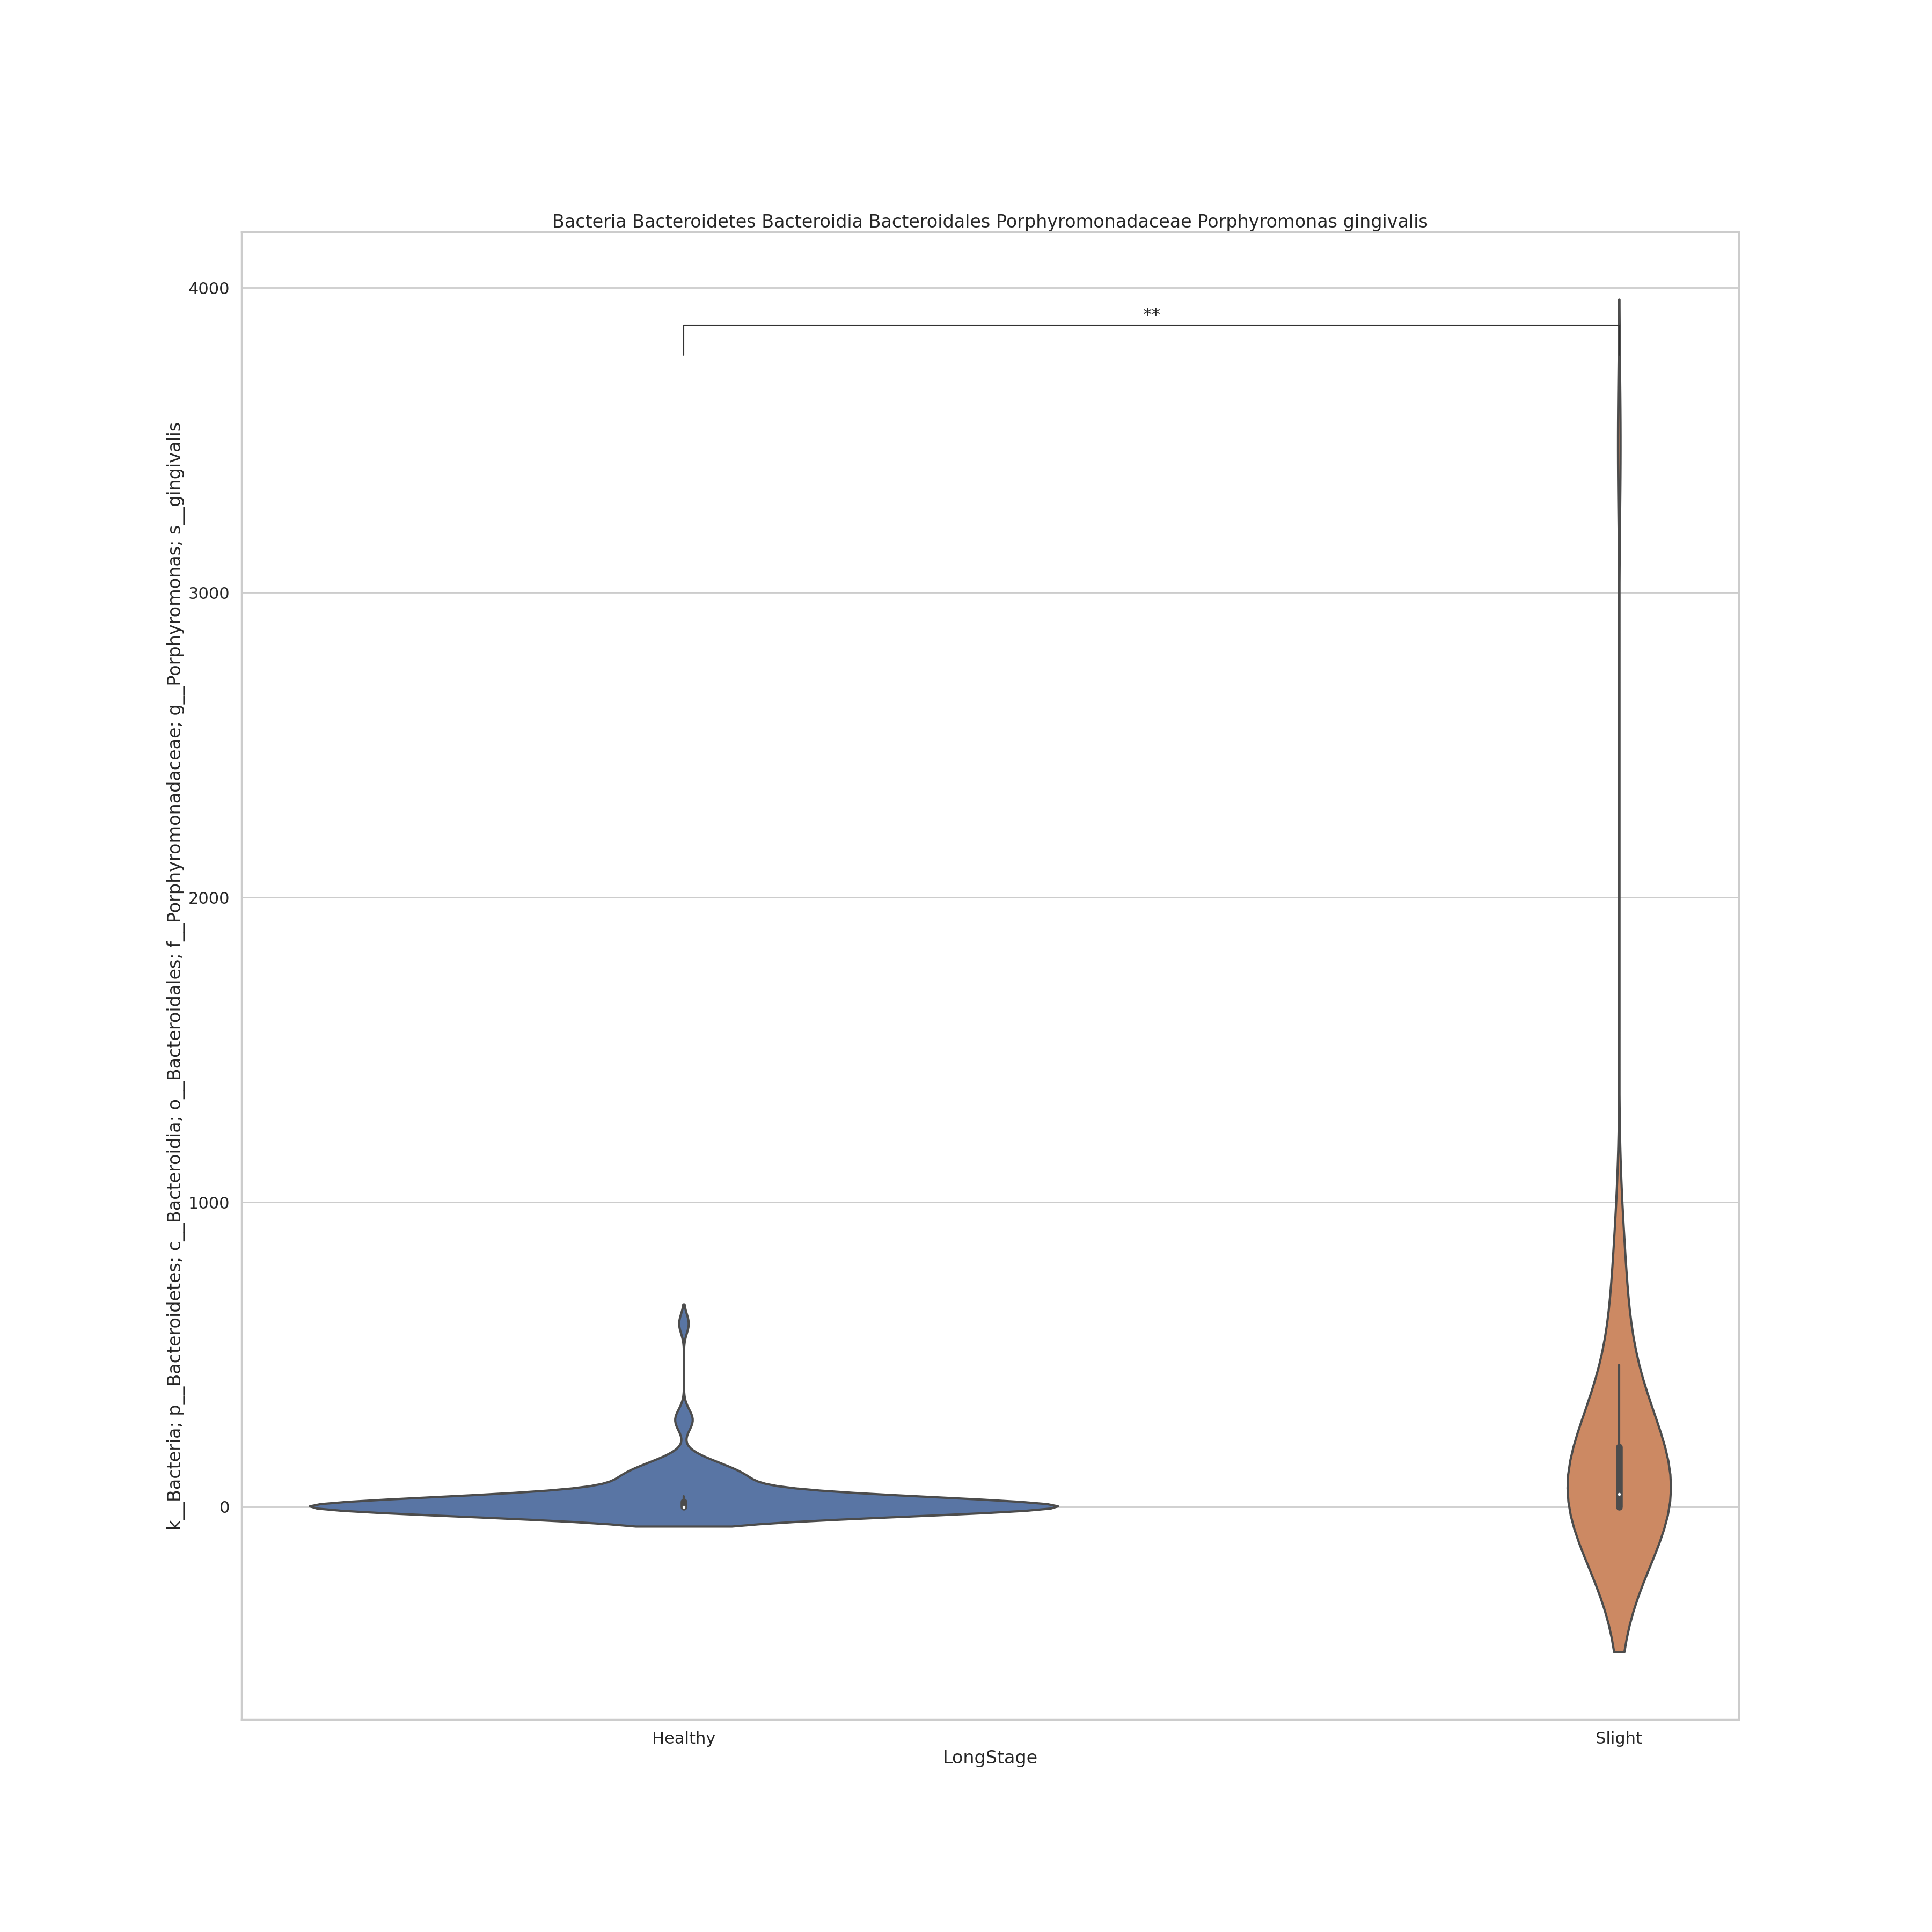 Bacteria Bacteroidetes Bacteroidia Bacteroidales Porphyromonadaceae Porphyromonas gingivalis
k__Bacteria; p__Bacteroidetes; c__Bacteroidia; o__Bacteroidales; f__Porphyromonadaceae; g__Porphyromonas; s__gingivalis
4000
3000
2000
1000
0
**
Healthy
Slight
LongStage